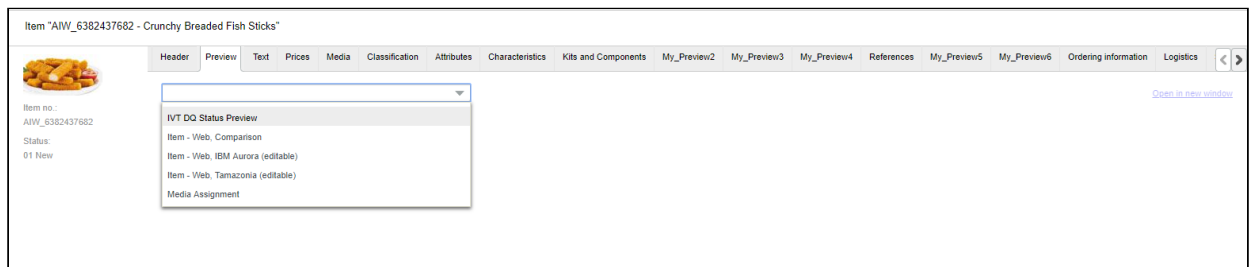 Item "AIW_6382437682 - Crunchy Breaded Fish Sticks"
Header Preview Text Prices Media Classification Attributes Characteristics Kits and Components My_Preview2 My_Preview3 My_Preview4 References My_Preview5 My_Preview6 Ordering information Logistics
Open in new window
Item no.:
AIW_6382437682
Status:
01 New
IVT DQ Status Preview
Item - Web, Comparison
Item - Web, IBM Aurora (editable)
Item - Web, Tamazonia (editable)
Media Assignment